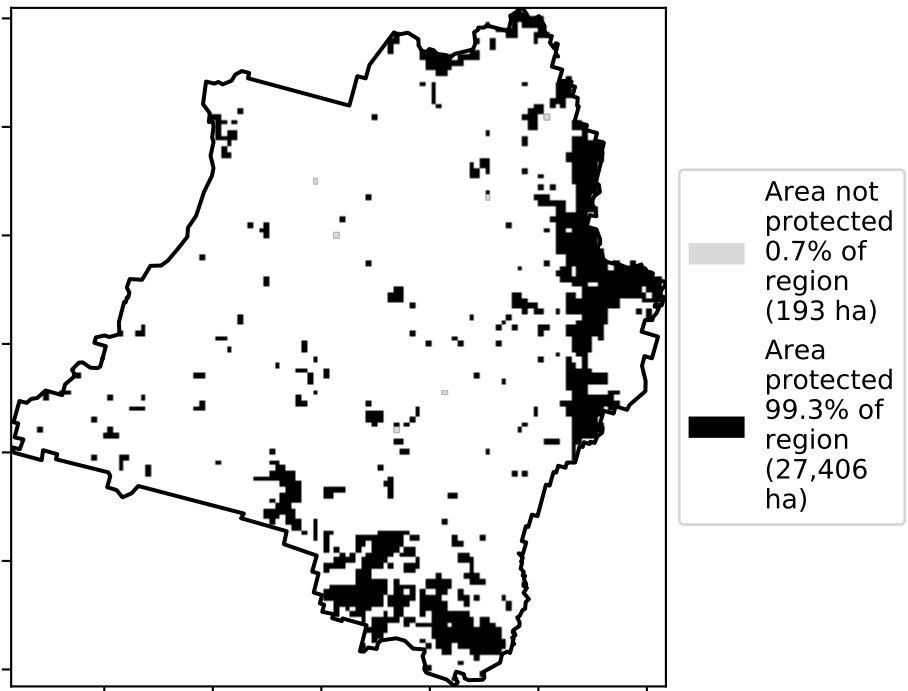 Area not
protected
0.7% of
region
(193 ha)
Area
protected
99.3% of
region
(27,406
ha)